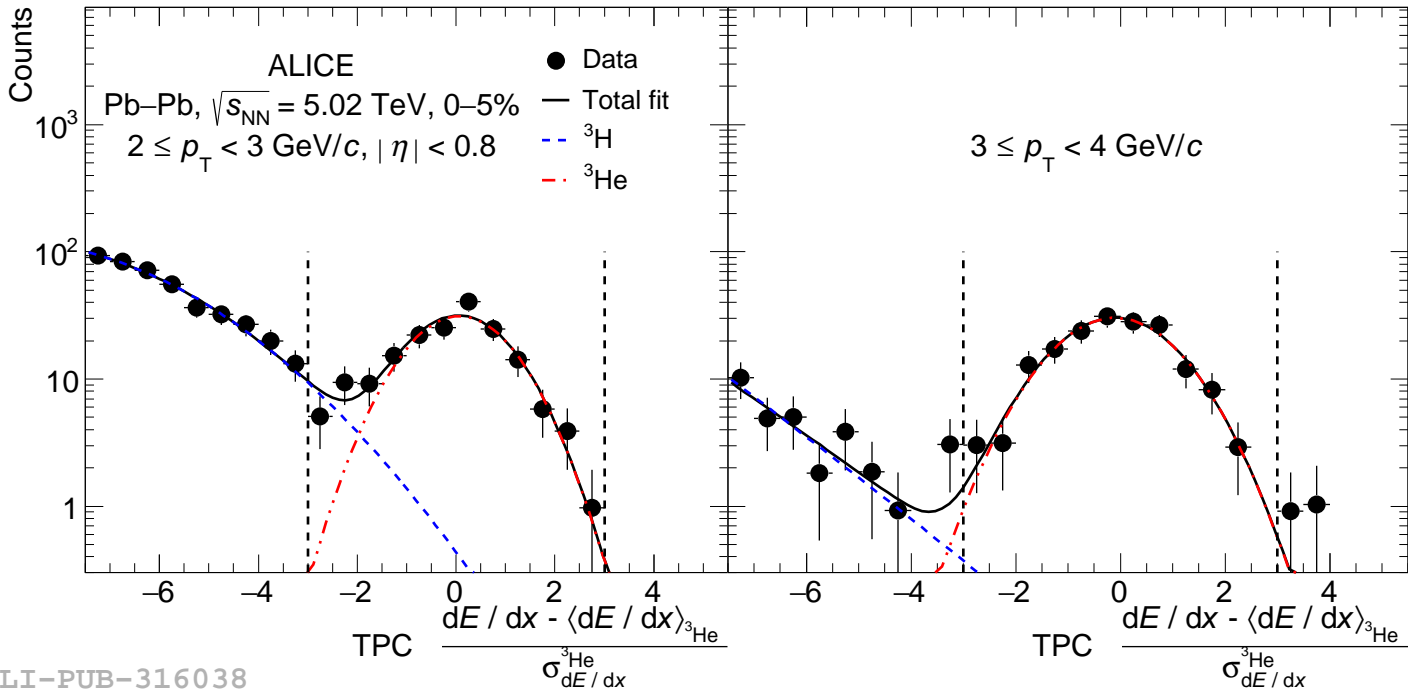 Counts
10³
10²
10
1
ALICE
Pb–Pb, √s_NN = 5.02 TeV, 0–5%
2 ≤ p_T < 3 GeV/c, | η | < 0.8
Data
Total fit
³H
³He
3 ≤ p_T < 4 GeV/c
−6 −4 −2 0 2 4
−6 −4 −2 0 2 4
TPC dE / dx - ⟨dE / dx⟩_³He / σ^³He_dE / dx
TPC dE / dx - ⟨dE / dx⟩_³He / σ^³He_dE / dx
LI-PUB-316038